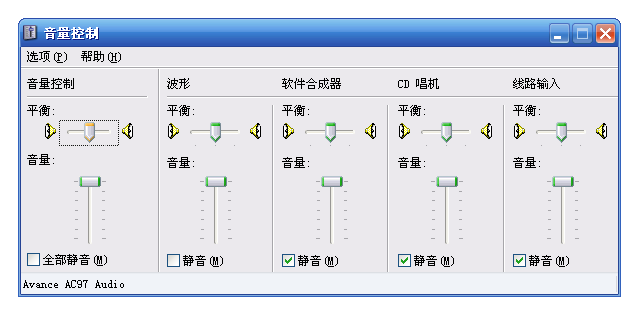 音量控制
选项(P) 帮助(H)
音量控制 波形 软件合成器 CD 唱机 线路输入
平衡: 平衡: 平衡: 平衡: 平衡:
音量: 音量: 音量: 音量: 音量:
全部静音(M) 静音(M) 静音(M) 静音(M) 静音(M)
Avance AC97 Audio